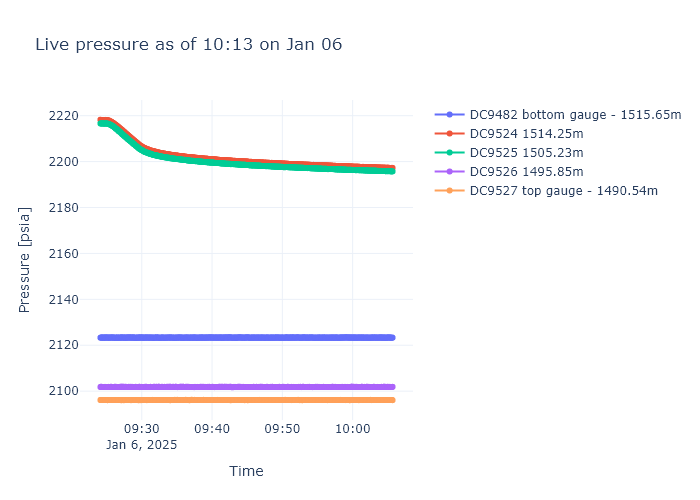 Live pressure as of 10:13 on Jan 06
DC9482 bottom gauge - 1515.65m
DC9524 1514.25m
DC9525 1505.23m
DC9526 1495.85m
DC9527 top gauge - 1490.54m
Pressure [psia]
2220
2200
2180
2160
2140
2120
2100
09:30
09:40
09:50
10:00
Jan 6, 2025
Time